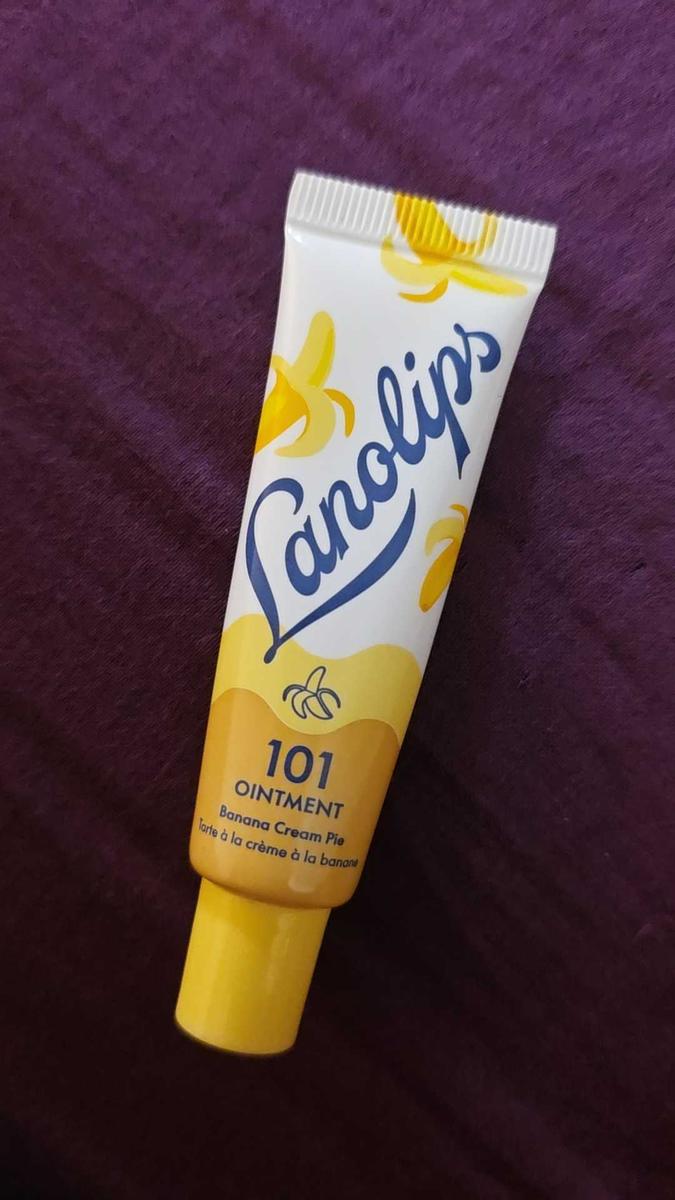 Lanolips
101
OINTMENT
Banana Cream Pie
Tarte à la crème à la banane